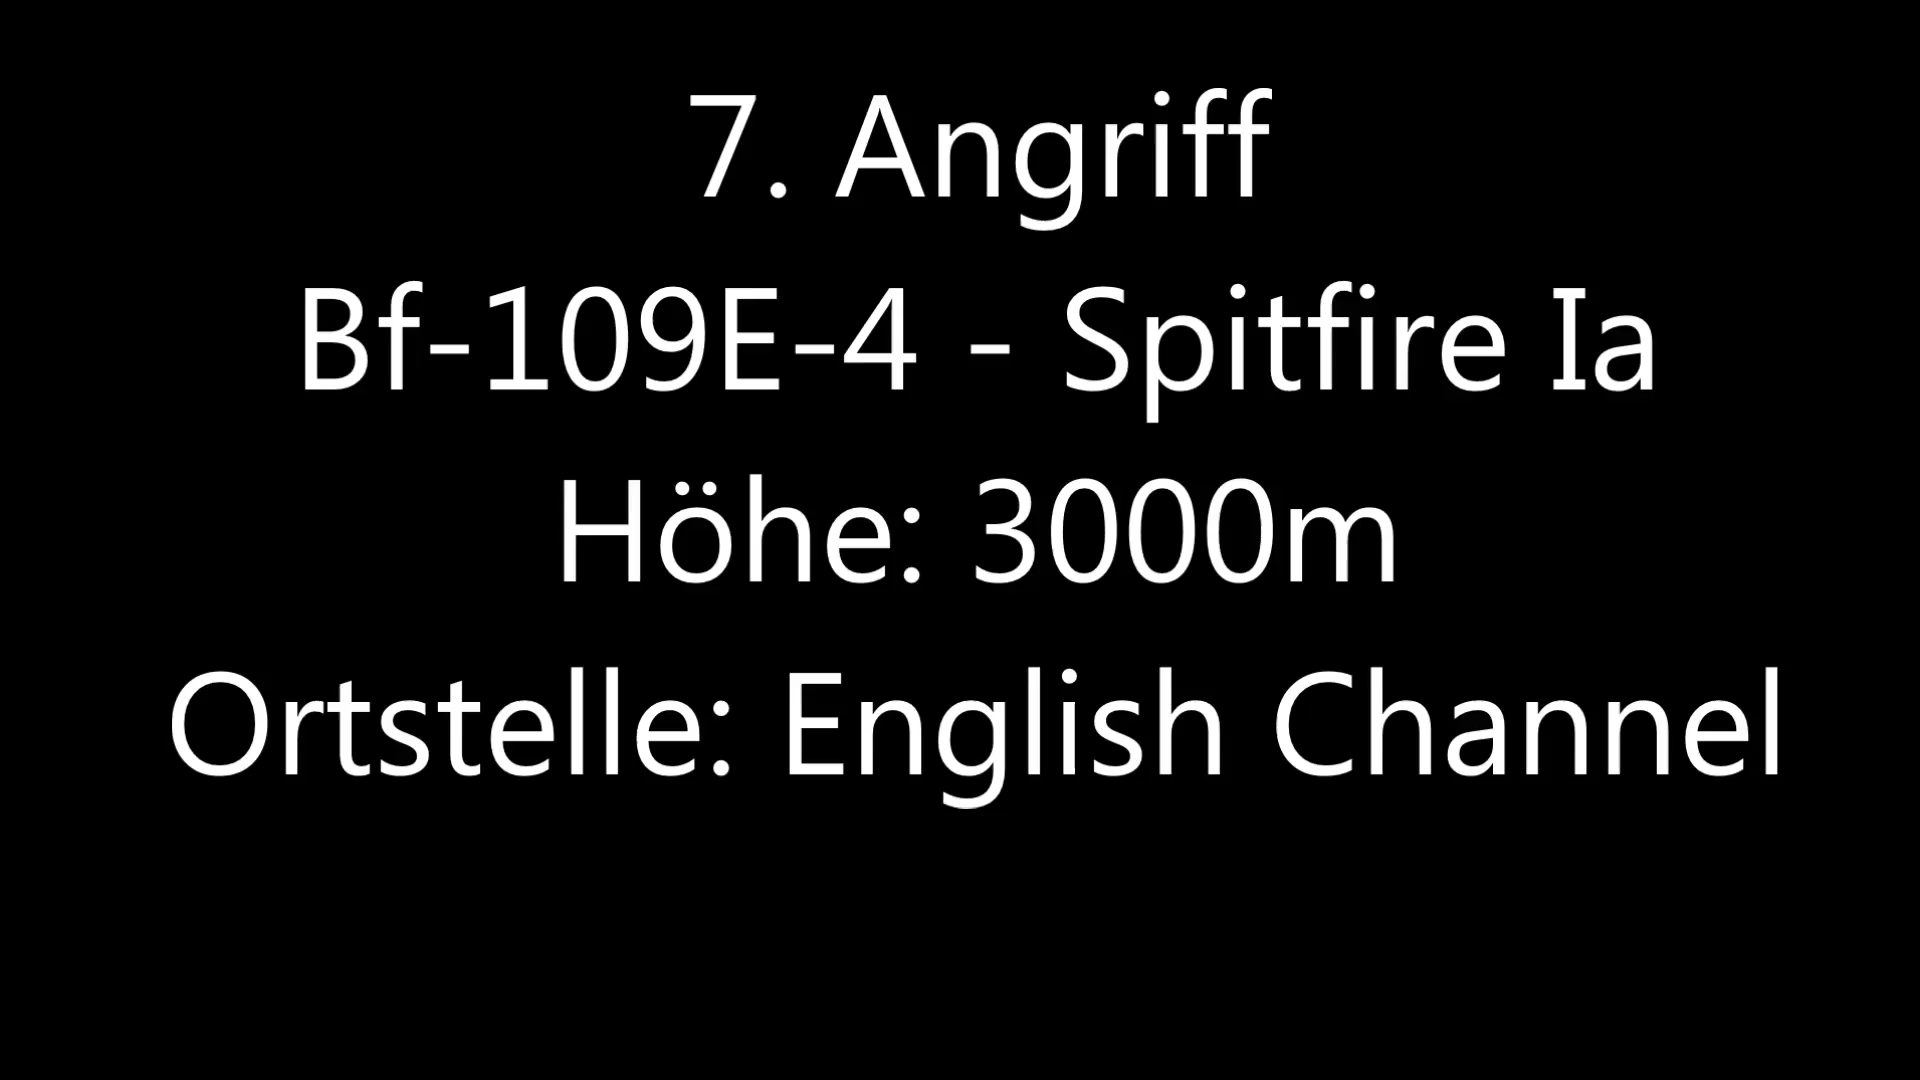 7. Angriff
Bf-109E-4 - Spitfire Ia
Höhe: 3000m
Ortstelle: English Channel